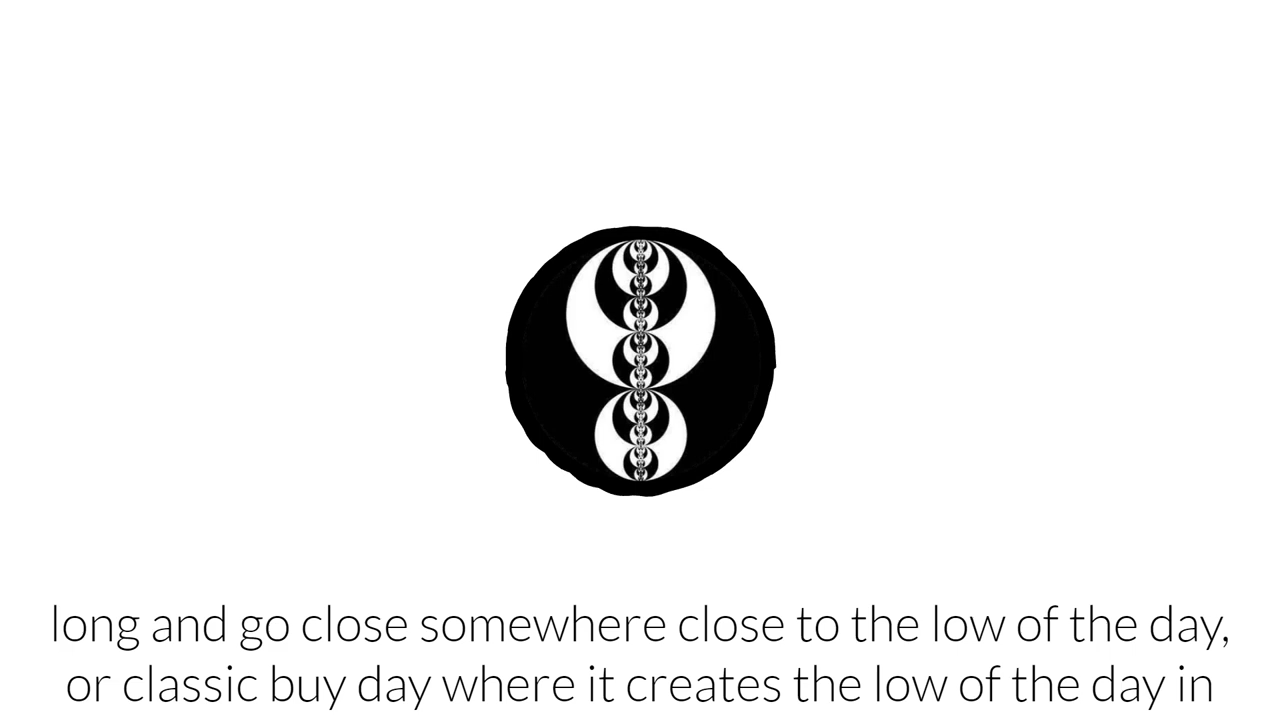 long and go close somewhere close to the low of the day,
or classic buy day where it creates the low of the day in